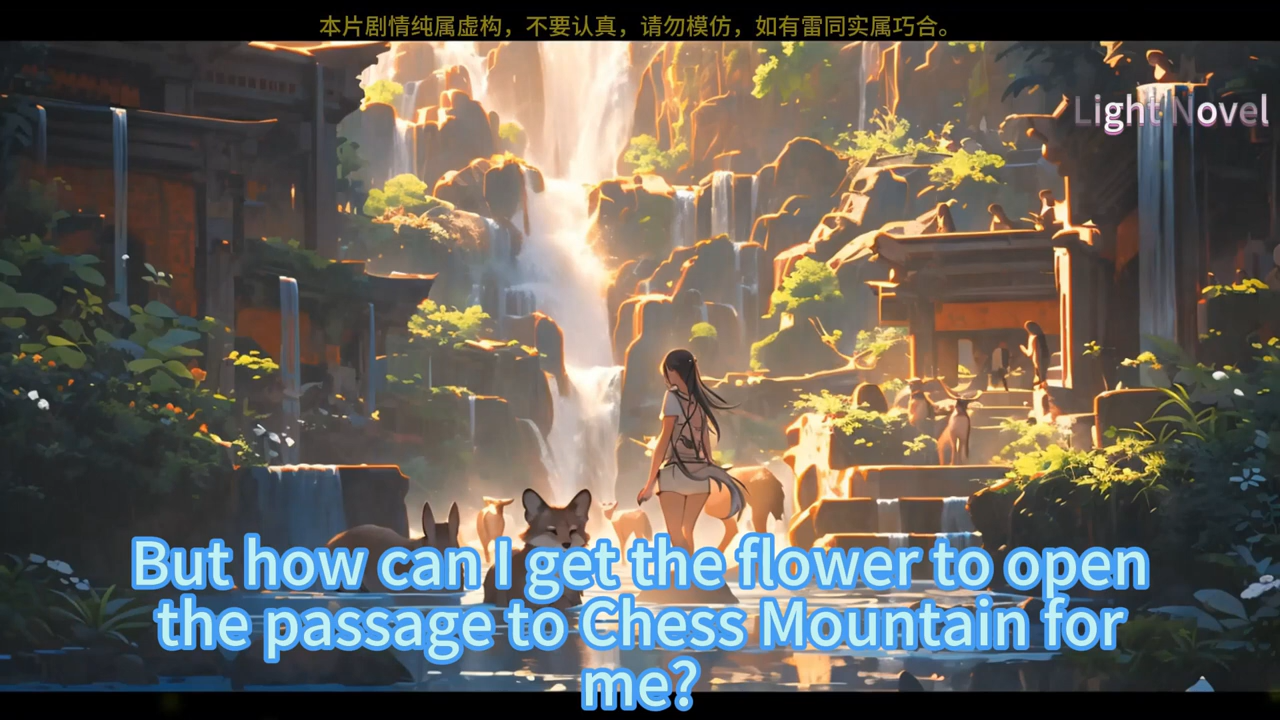 本片剧情纯属虚构，不要认真，请勿模仿，如有雷同实属巧合。
Light Novel
But how can I get the flower to open
the passage to Chess Mountain for
me?